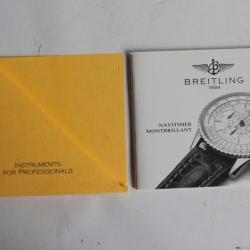 INSTRUMENTS
FOR PROFESSIONALS
BREITLING
1884
NAVITIMER
MONTBRILLANT